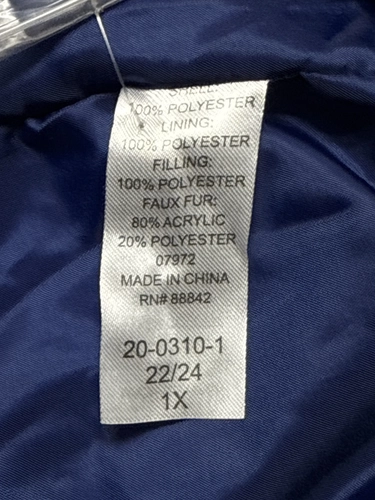 SHELL:
100% POLYESTER
LINING:
100% POLYESTER
FILLING:
100% POLYESTER
FAUX FUR:
80% ACRYLIC
20% POLYESTER
07972
MADE IN CHINA
RN# 88842
20-0310-1
22/24
1X